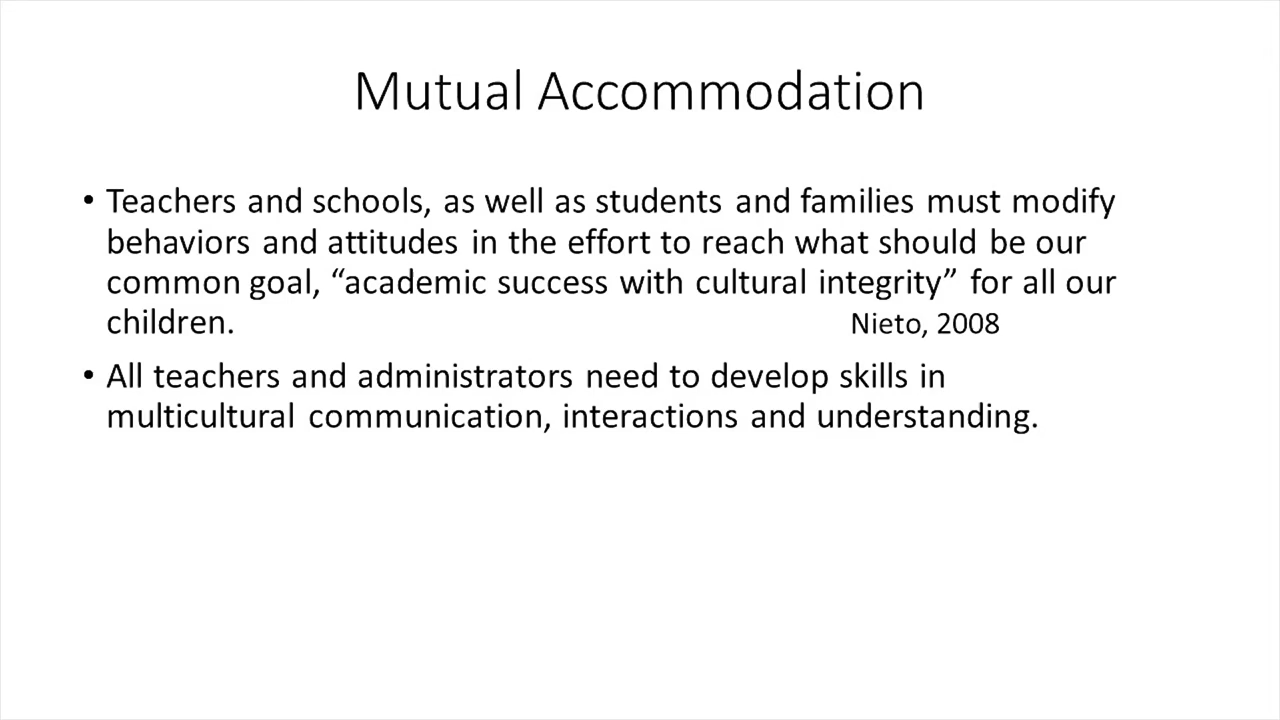 Mutual Accommodation
• Teachers and schools, as well as students and families must modify
behaviors and attitudes in the effort to reach what should be our
common goal, “academic success with cultural integrity” for all our
children. Nieto, 2008
• All teachers and administrators need to develop skills in
multicultural communication, interactions and understanding.